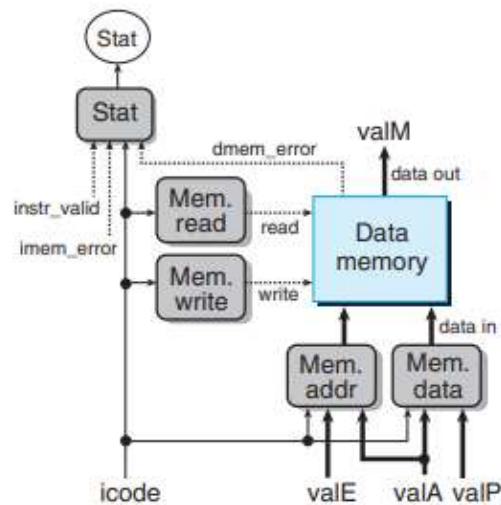 Stat
Stat
dmem_error
valM
data out
instr_valid
imem_error
Mem.
read
read
Data
memory
Mem.
write
write
data in
Mem.
addr
Mem.
data
icode
valE
valA
valP